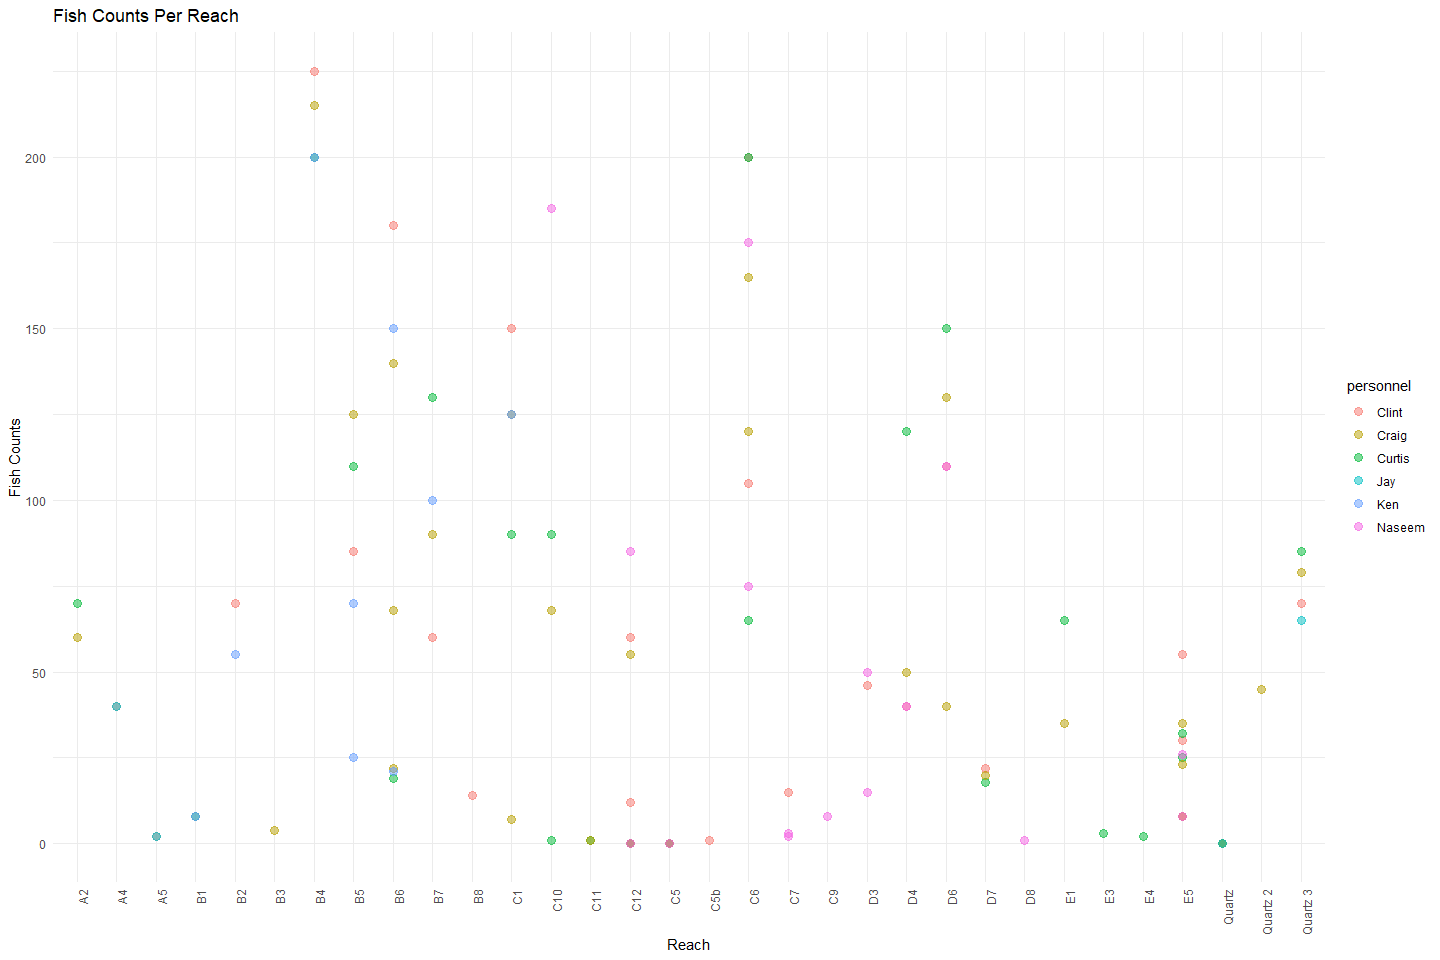 Fish Counts Per Reach
Fish Counts
200
150
100
50
0
A2
A4
A5
B1
B2
B3
B4
B5
B6
B7
B8
C1
C10
C11
C12
C5
C5b
C6
C7
C9
D3
D4
D6
D7
D8
E1
E3
E4
E5
Quartz
Quartz 2
Quartz 3
Reach
personnel
Clint
Craig
Curtis
Jay
Ken
Naseem